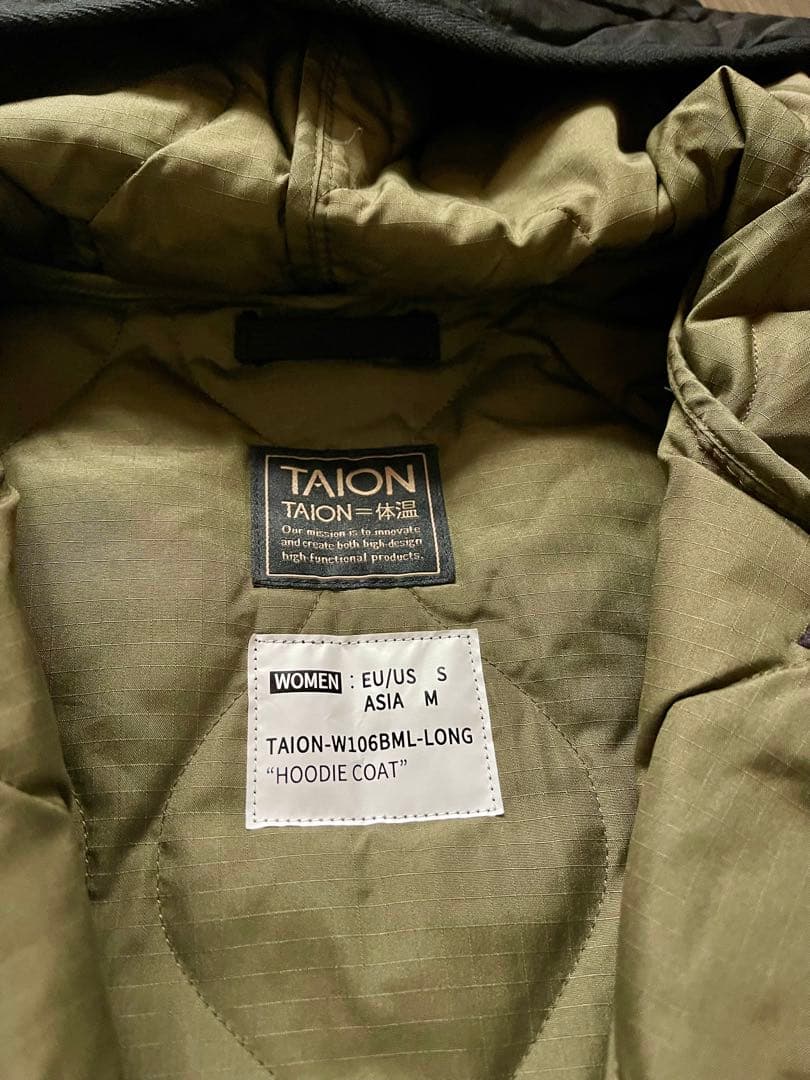 TAION
TAION=体温
Our mission is to innovate
and create both high-design
high-functional products.
WOMEN : EU/US S
ASIA M
TAION-W106BML-LONG
“HOODIE COAT”